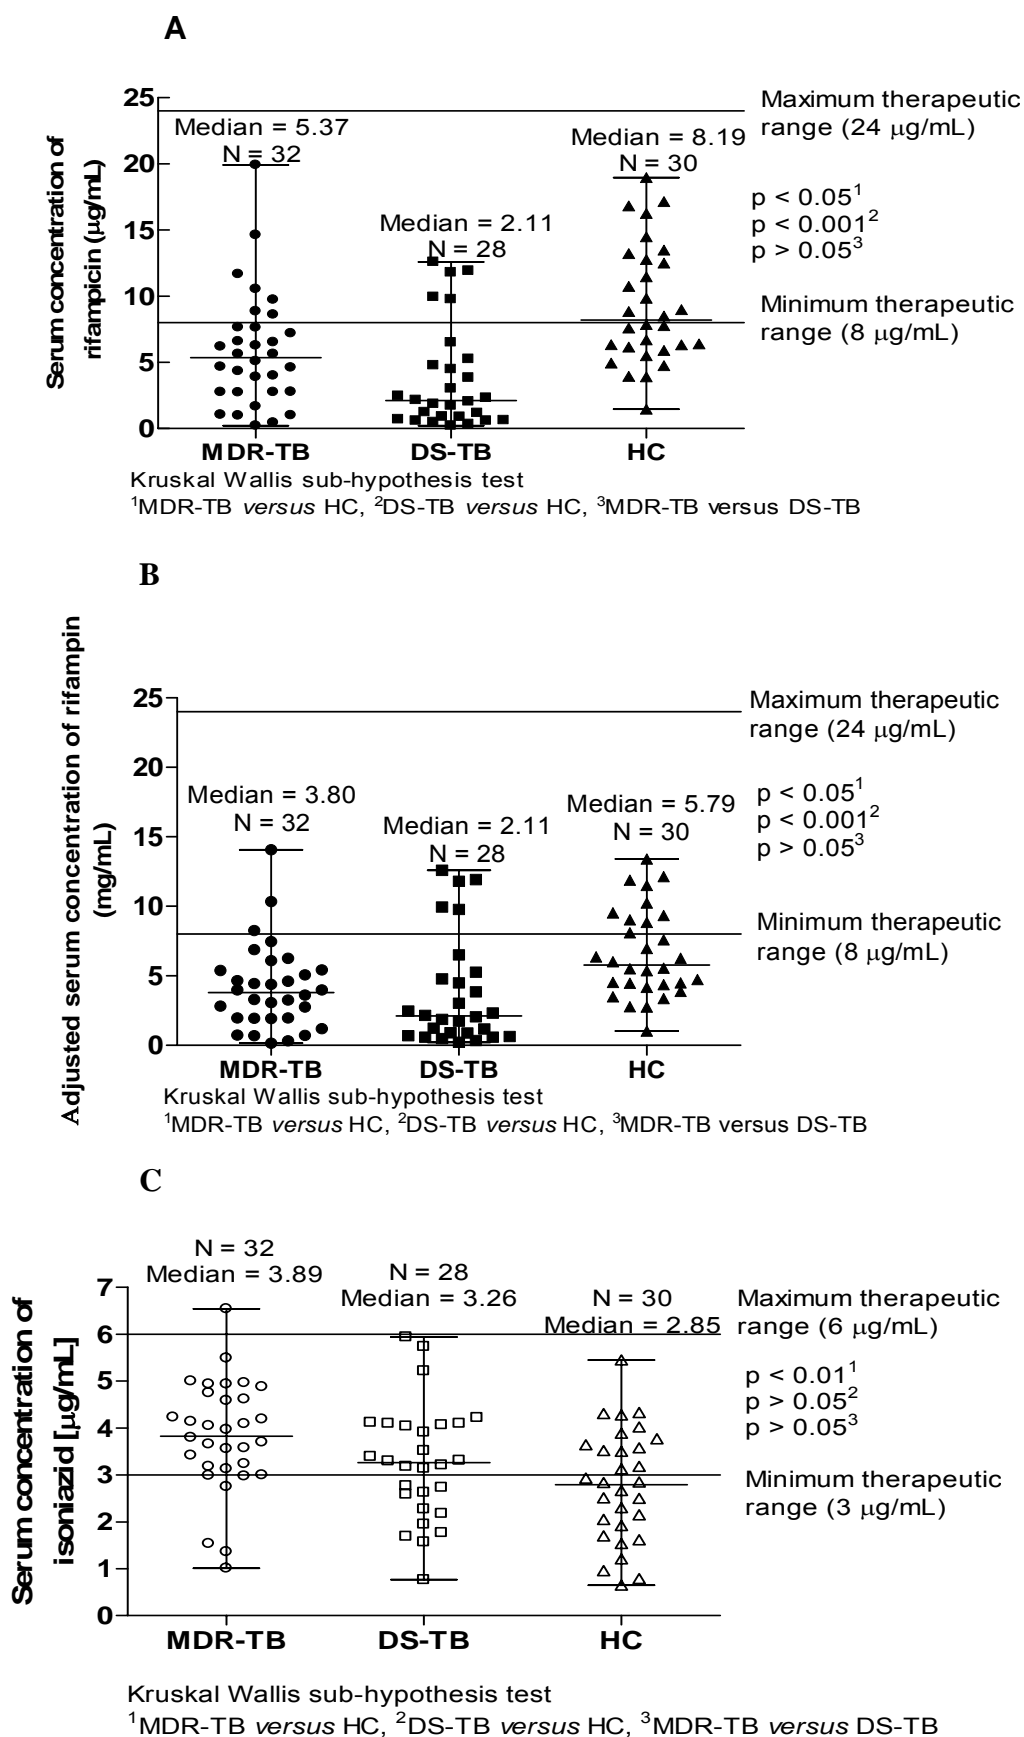 A
Serum concentration of
rifampicin (μg/mL)
25
20
15
10
5
0
Median = 5.37
N = 32
Median = 2.11
N = 28
Median = 8.19
N = 30
Maximum therapeutic
range (24 μg/mL)
p < 0.05¹
p < 0.001²
p > 0.05³
Minimum therapeutic
range (8 μg/mL)
MDR-TB DS-TB HC
Kruskal Wallis sub-hypothesis test
¹MDR-TB versus HC, ²DS-TB versus HC, ³MDR-TB versus DS-TB
B
Adjusted serum concentration of rifampin
(mg/mL)
25
20
15
10
5
0
Median = 3.80
N = 32
Median = 2.11
N = 28
Median = 5.79
N = 30
Maximum therapeutic
range (24 μg/mL)
p < 0.05¹
p < 0.001²
p > 0.05³
Minimum therapeutic
range (8 μg/mL)
MDR-TB DS-TB HC
Kruskal Wallis sub-hypothesis test
¹MDR-TB versus HC, ²DS-TB versus HC, ³MDR-TB versus DS-TB
C
Serum concentration of
isoniazid [μg/mL]
7
6
5
4
3
2
1
0
N = 32
Median = 3.89
N = 28
Median = 3.26
N = 30
Median = 2.85
Maximum therapeutic
range (6 μg/mL)
p < 0.01¹
p > 0.05²
p > 0.05³
Minimum therapeutic
range (3 μg/mL)
MDR-TB DS-TB HC
Kruskal Wallis sub-hypothesis test
¹MDR-TB versus HC, ²DS-TB versus HC, ³MDR-TB versus DS-TB